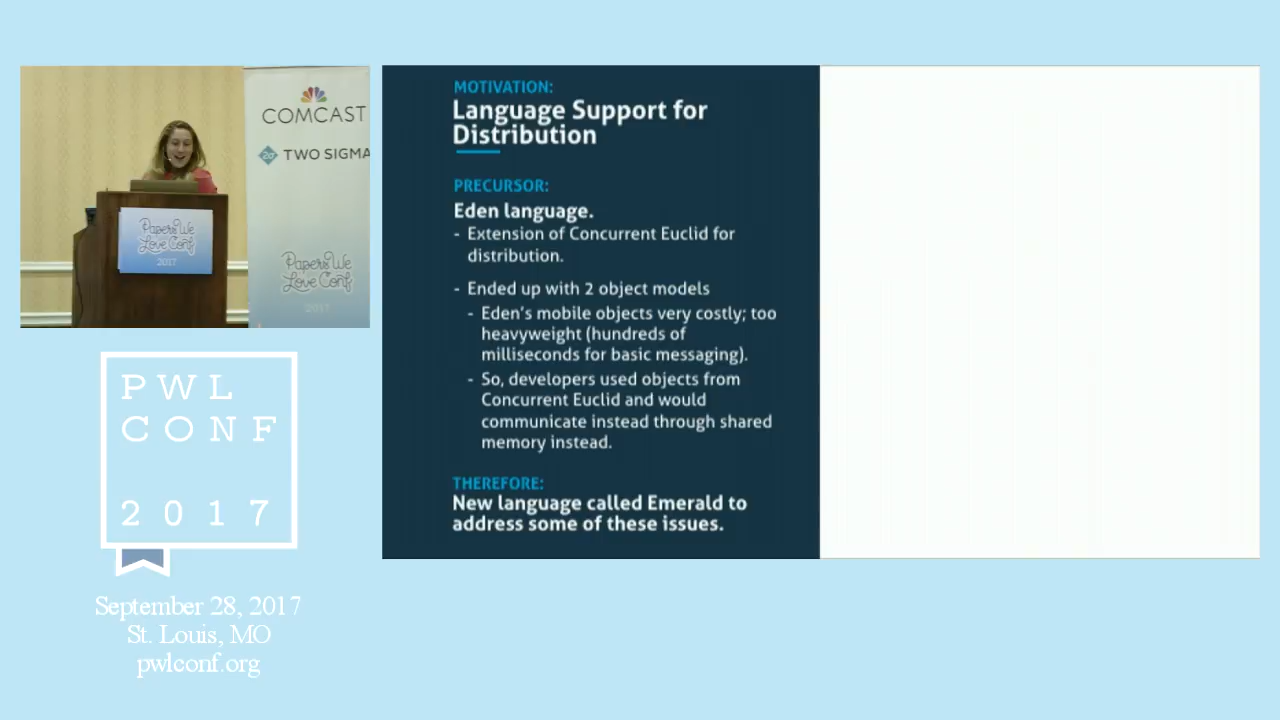 COMCAST
2σ TWO SIGMA
Papers We
Love Conf
2017
Papers We
Love Conf
2017
PWL
CONF
2017
September 28, 2017
St. Louis, MO
pwlconf.org
MOTIVATION:
Language Support for
Distribution
PRECURSOR:
Eden language.
- Extension of Concurrent Euclid for
distribution.
- Ended up with 2 object models
- Eden's mobile objects very costly; too
heavyweight (hundreds of
milliseconds for basic messaging).
- So, developers used objects from
Concurrent Euclid and would
communicate instead through shared
memory instead.
THEREFORE:
New language called Emerald to
address some of these issues.